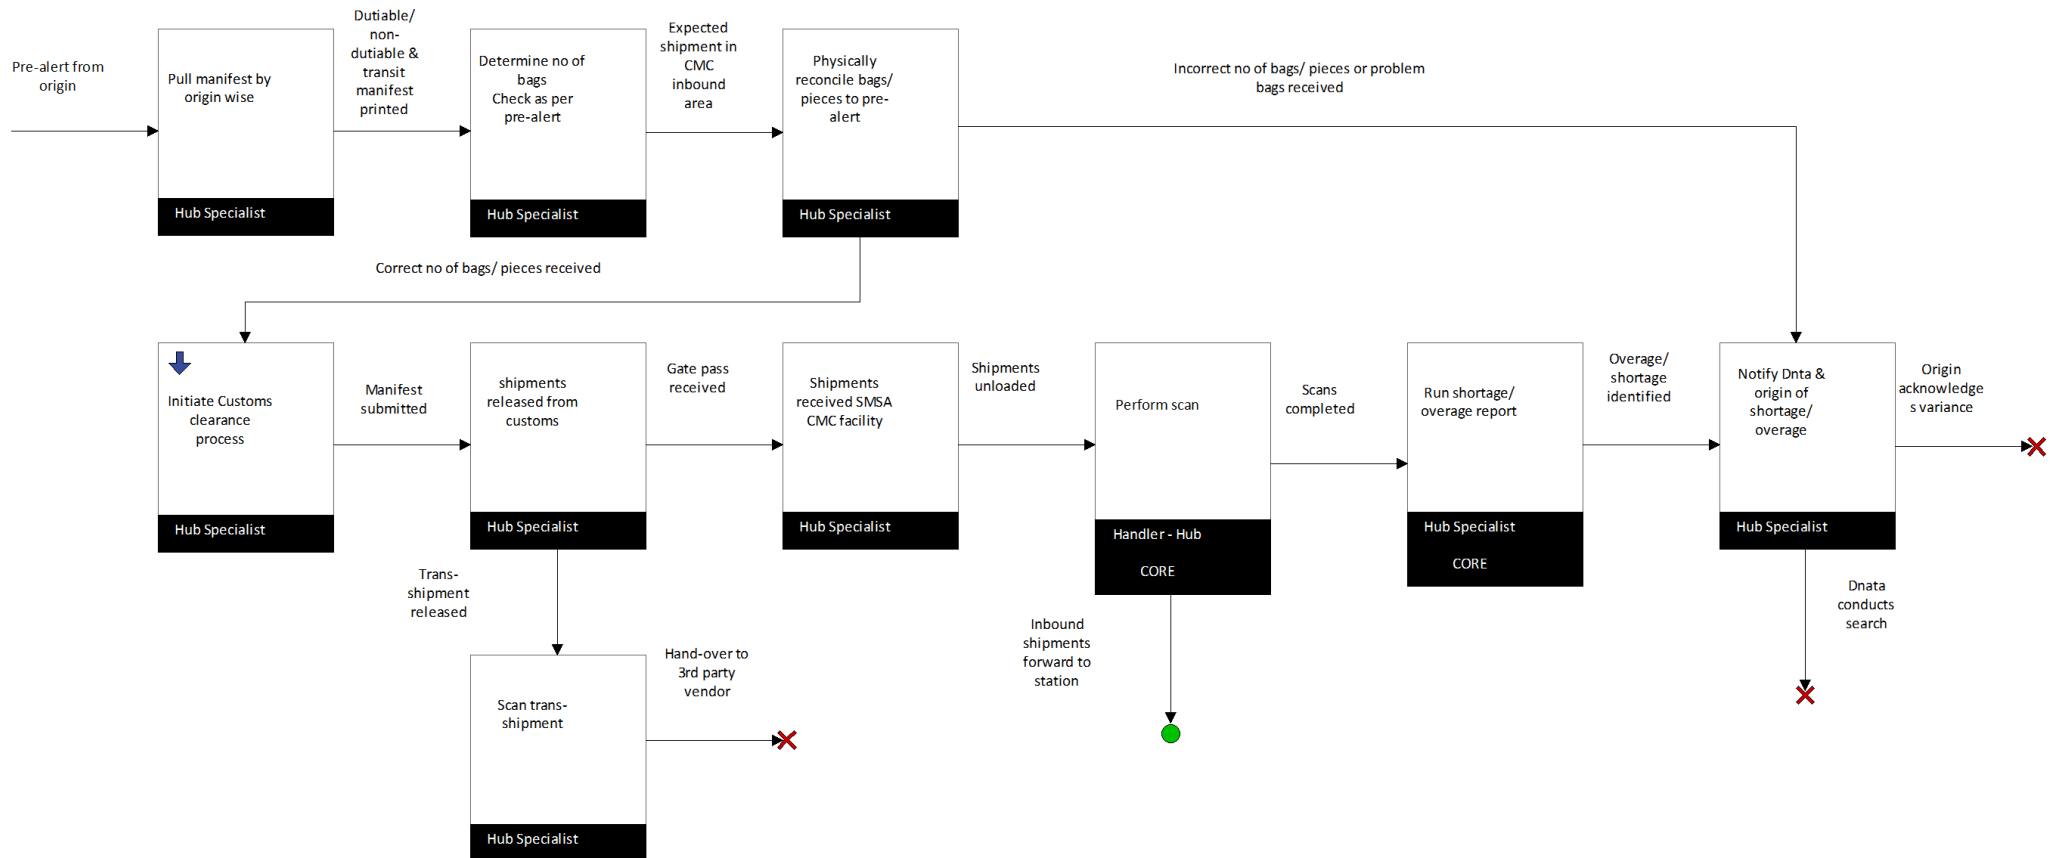 Pre-alert from
origin
Pull manifest by
origin wise
Hub Specialist
Dutiable/
non-
dutiable &
transit
manifest
printed
Determine no of
bags
Check as per
pre-alert
Hub Specialist
Expected
shipment in
CMC
inbound
area
Physically
reconcile bags/
pieces to pre-
alert
Hub Specialist
Incorrect no of bags/ pieces or problem
bags received
Correct no of bags/ pieces received
Initiate Customs
clearance
process
Hub Specialist
Manifest
submitted
shipments
released from
customs
Hub Specialist
Gate pass
received
Shipments
received SMSA
CMC facility
Hub Specialist
Shipments
unloaded
Perform scan
Handler - Hub
CORE
Scans
completed
Run shortage/
overage report
Hub Specialist
CORE
Overage/
shortage
identified
Notify Dnta &
origin of
shortage/
overage
Hub Specialist
Origin
acknowledge
s variance
Trans-
shipment
released
Scan trans-
shipment
Hub Specialist
Hand-over to
3rd party
vendor
Inbound
shipments
forward to
station
Dnata
conducts
search